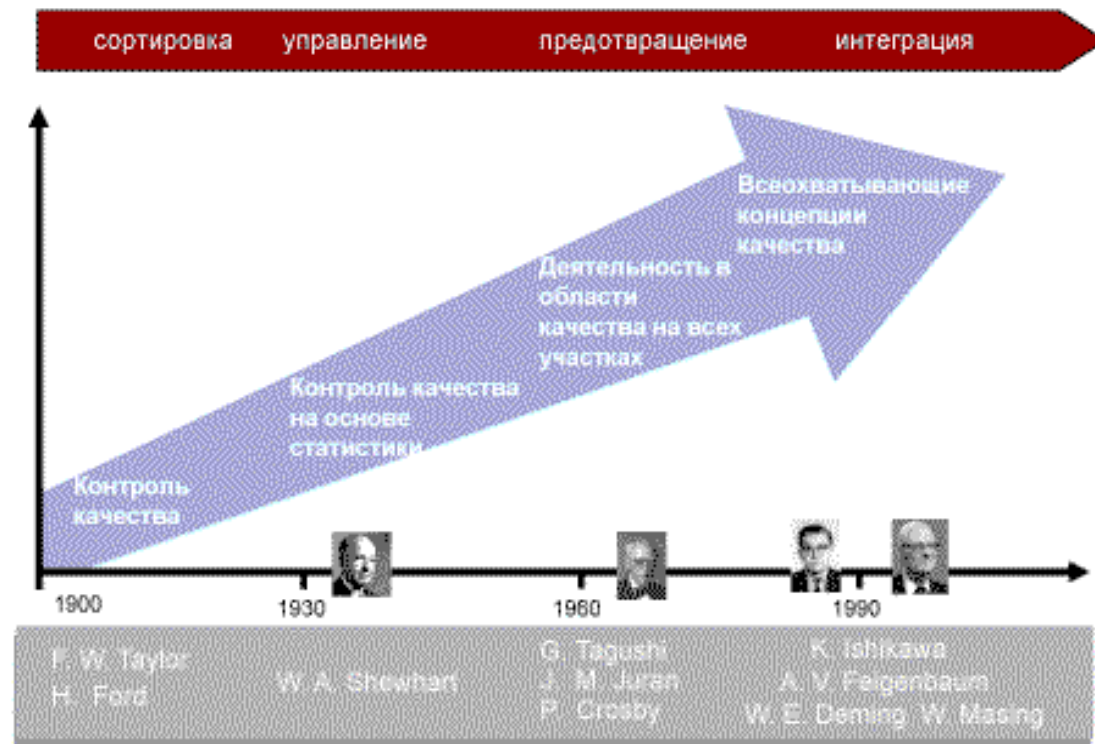 сортировка управление предотвращение интеграция
Всеохватывающие
концепции
качества
Деятельность в
области
качества на всех
участках
Контроль качества
на основе
статистики
Контроль
качества
1900 1930 1960 1990
F. W. Taylor
H. Ford
W. A. Shewhart
G. Tagushi
J. M. Juran
P. Crosby
K. Ishikawa
A. V. Feigenbaum
W. E. Deming W. Masing